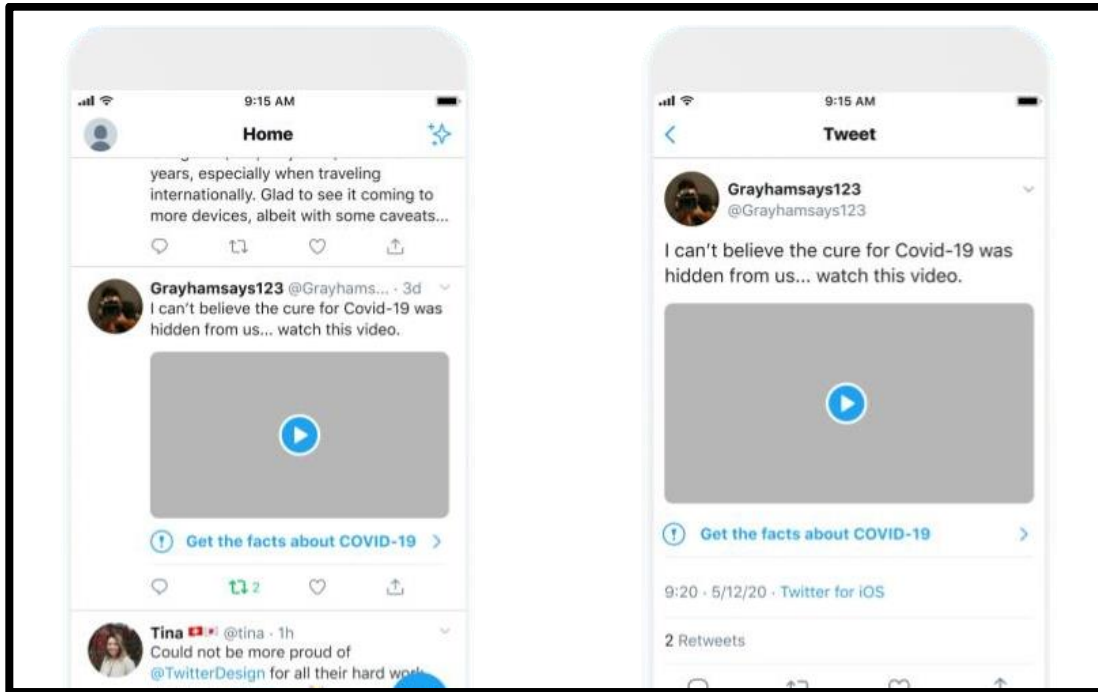 9:15 AM
Home
years, especially when traveling
internationally. Glad to see it coming to
more devices, albeit with some caveats...
Grayhamsays123 @Grayhams... · 3d
I can't believe the cure for Covid-19 was
hidden from us... watch this video.
Get the facts about COVID-19
2
Tina @tina · 1h
Could not be more proud of
@TwitterDesign for all their hard work
9:15 AM
Tweet
Grayhamsays123
@Grayhamsays123
I can't believe the cure for Covid-19 was
hidden from us... watch this video.
Get the facts about COVID-19
9:20 · 5/12/20 · Twitter for iOS
2 Retweets